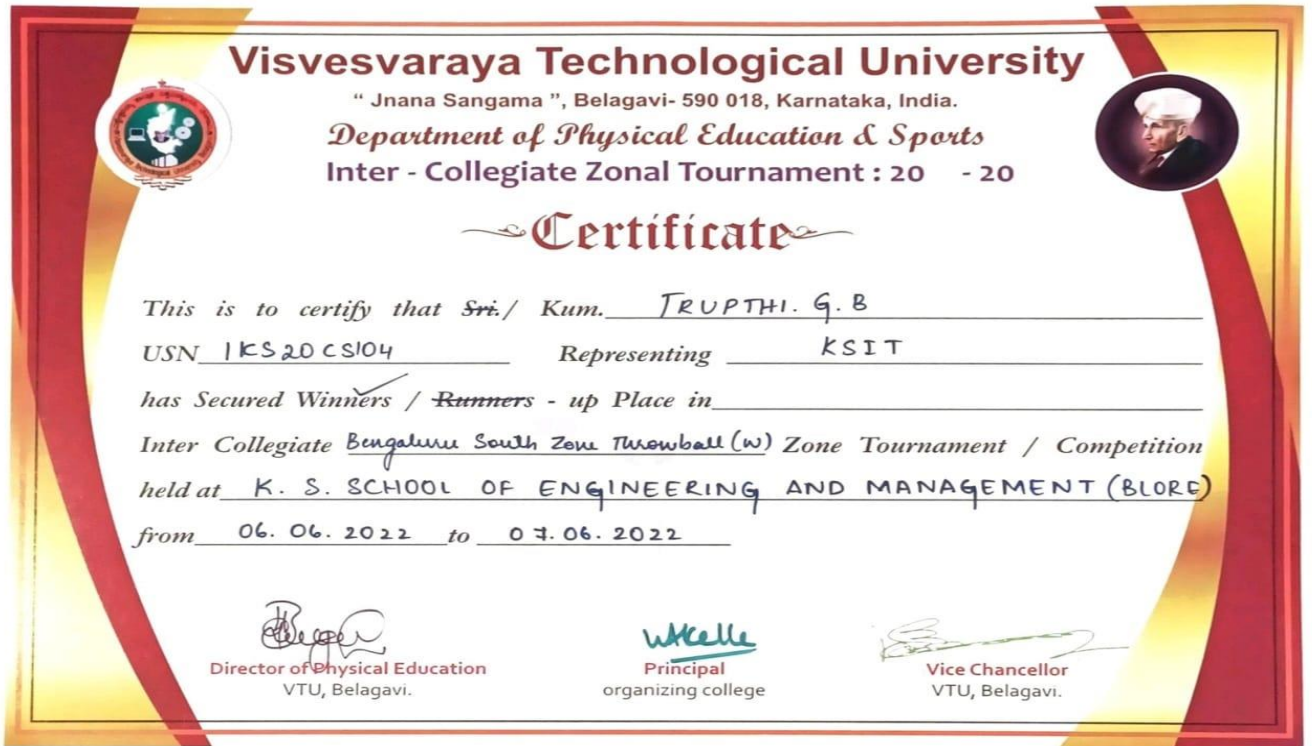 Visvesvaraya Technological University
“ Jnana Sangama ”, Belagavi- 590 018, Karnataka, India.
Department of Physical Education & Sports
Inter - Collegiate Zonal Tournament : 20 - 20
Certificate
This is to certify that Sri./ Kum. TRUPTHI. G. B
USN 1KS20CS104 Representing KSIT
has Secured Winners / Runners - up Place in
Inter Collegiate Bengaluru South Zone Throwball (W) Zone Tournament / Competition
held at K. S. SCHOOL OF ENGINEERING AND MANAGEMENT (BLORE)
from 06. 06. 2022 to 07. 06. 2022
Director of Physical Education
VTU, Belagavi.
Principal
organizing college
Vice Chancellor
VTU, Belagavi.